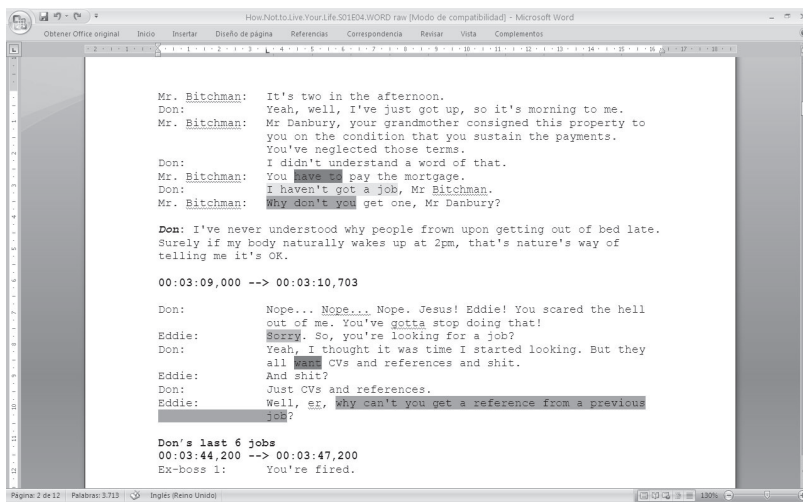 How.Not.to.Live.Your.Life.S01E04.WORD raw [Modo de compatibilidad] - Microsoft Word
Obtener Office original Inicio Insertar Diseño de página Referencias Correspondencia Revisar Vista Complementos
Mr. Bitchman: It's two in the afternoon.
Don: Yeah, well, I've just got up, so it's morning to me.
Mr. Bitchman: Mr Danbury, your grandmother consigned this property to
you on the condition that you sustain the payments.
You've neglected those terms.
Don: I didn't understand a word of that.
Mr. Bitchman: You have to pay the mortgage.
Don: I haven't got a job, Mr Bitchman.
Mr. Bitchman: Why don't you get one, Mr Danbury?
Don: I've never understood why people frown upon getting out of bed late.
Surely if my body naturally wakes up at 2pm, that's nature's way of
telling me it's OK.
00:03:09,000 --> 00:03:10,703
Don: Nope... Nope... Nope. Jesus! Eddie! You scared the hell
out of me. You've gotta stop doing that!
Eddie: Sorry. So, you're looking for a job?
Don: Yeah, I thought it was time I started looking. But they
all want CVs and references and shit.
Eddie: And shit?
Don: Just CVs and references.
Eddie: Well, er, why can't you get a reference from a previous
job?
Don's last 6 jobs
00:03:44,200 --> 00:03:47,200
Ex-boss 1: You're fired.
Página: 2 de 12 Palabras: 3.713 Inglés (Reino Unido) 130%